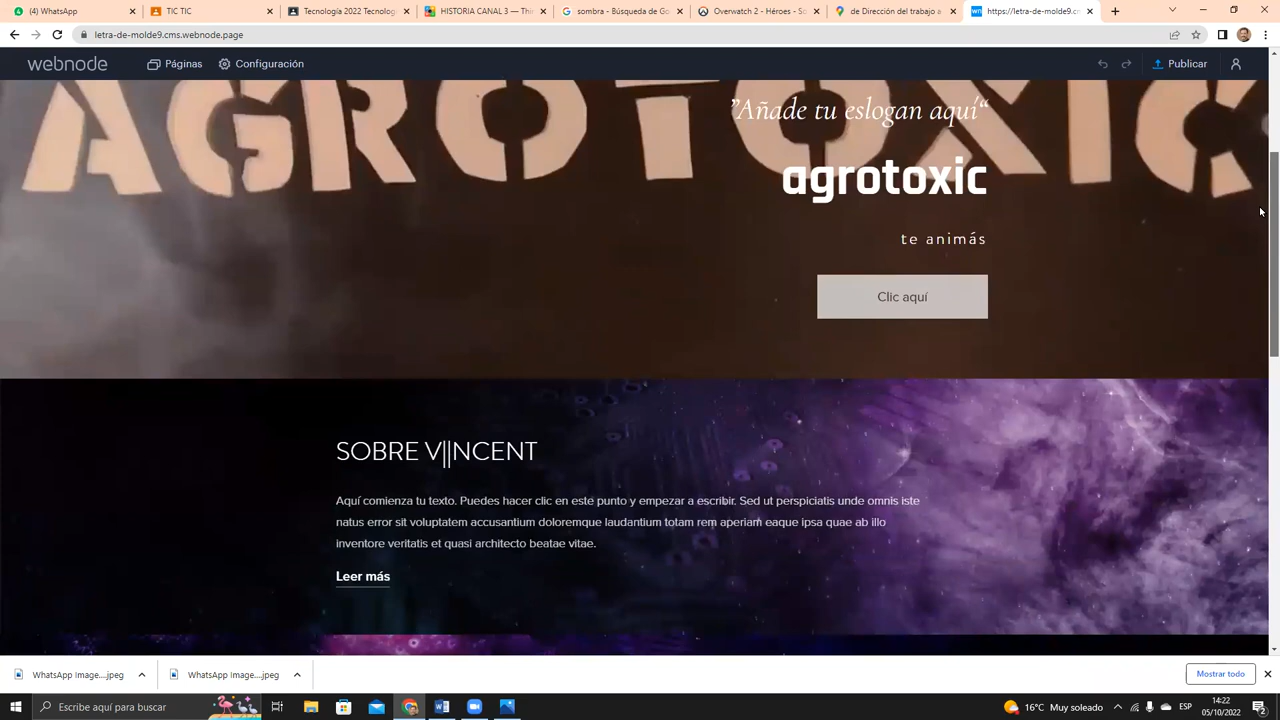 (4) WhatsApp
TIC TIC
Tecnología 2022 Tecnolog
HISTORIA CANAL 3 — Thi
sombra - Búsqueda de Go
Overwatch 2 - Héroes - So
de Dirección del trabajo a
https://letra-de-molde9.cm
letra-de-molde9.cms.webnode.page
webnode
Páginas
Configuración
Publicar
AGROTOXIC
"Añade tu eslogan aquí“
agrotoxic
te animás
Clic aquí
SOBRE V||NCENT
Aquí comienza tu texto. Puedes hacer clic en este punto y empezar a escribir. Sed ut perspiciatis unde omnis iste
natus error sit voluptatem accusantium doloremque laudantium totam rem aperiam eaque ipsa quae ab illo
inventore veritatis et quasi architecto beatae vitae.
Leer más
WhatsApp Image....jpeg
WhatsApp Image....jpeg
Mostrar todo
Escribe aquí para buscar
16°C Muy soleado
ESP
14:22
05/10/2022
2